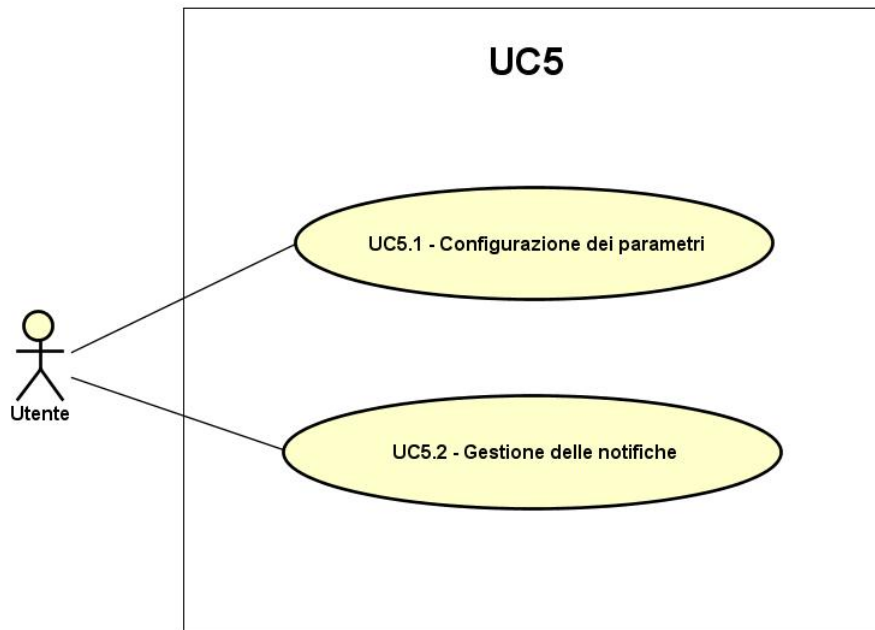 UC5
UC5.1 - Configurazione dei parametri
Utente
UC5.2 - Gestione delle notifiche